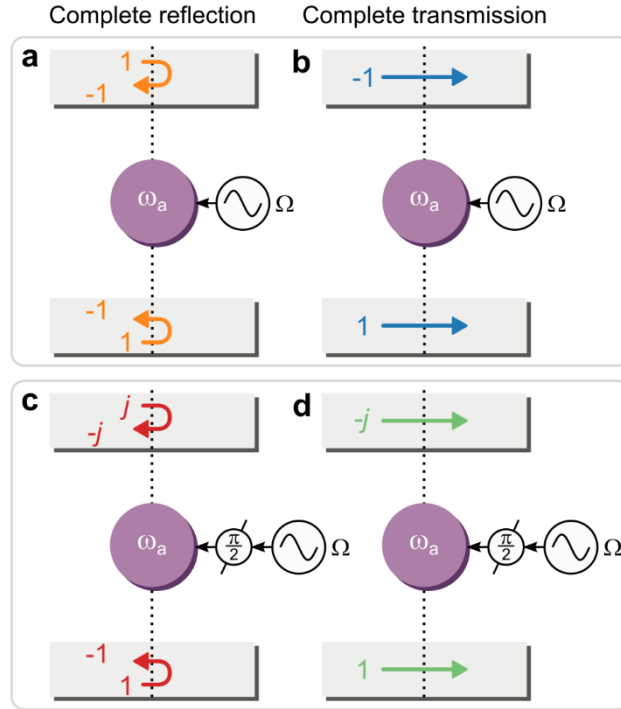 Complete reflection
Complete transmission
a
1
-1
ωa
Ω
-1
1
b
-1
ωa
Ω
1
c
j
-j
ωa
π/2
Ω
-1
1
d
-j
ωa
π/2
Ω
1